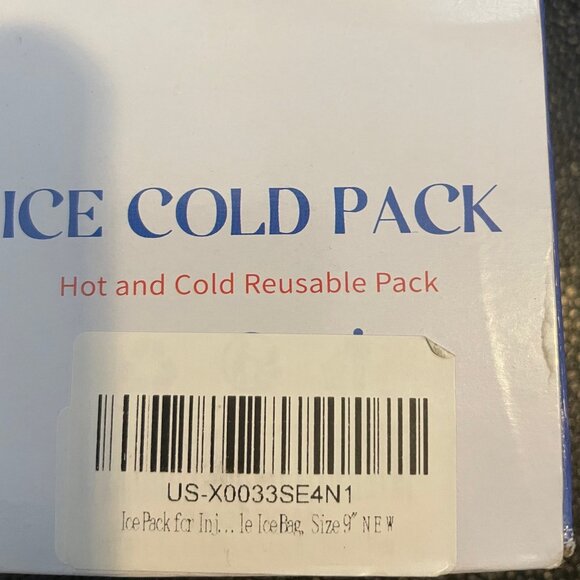 ICE COLD PACK
Hot and Cold Reusable Pack
US-X0033SE4N1
Ice Pack for Inj...le Ice Bag, Size 9” NEW